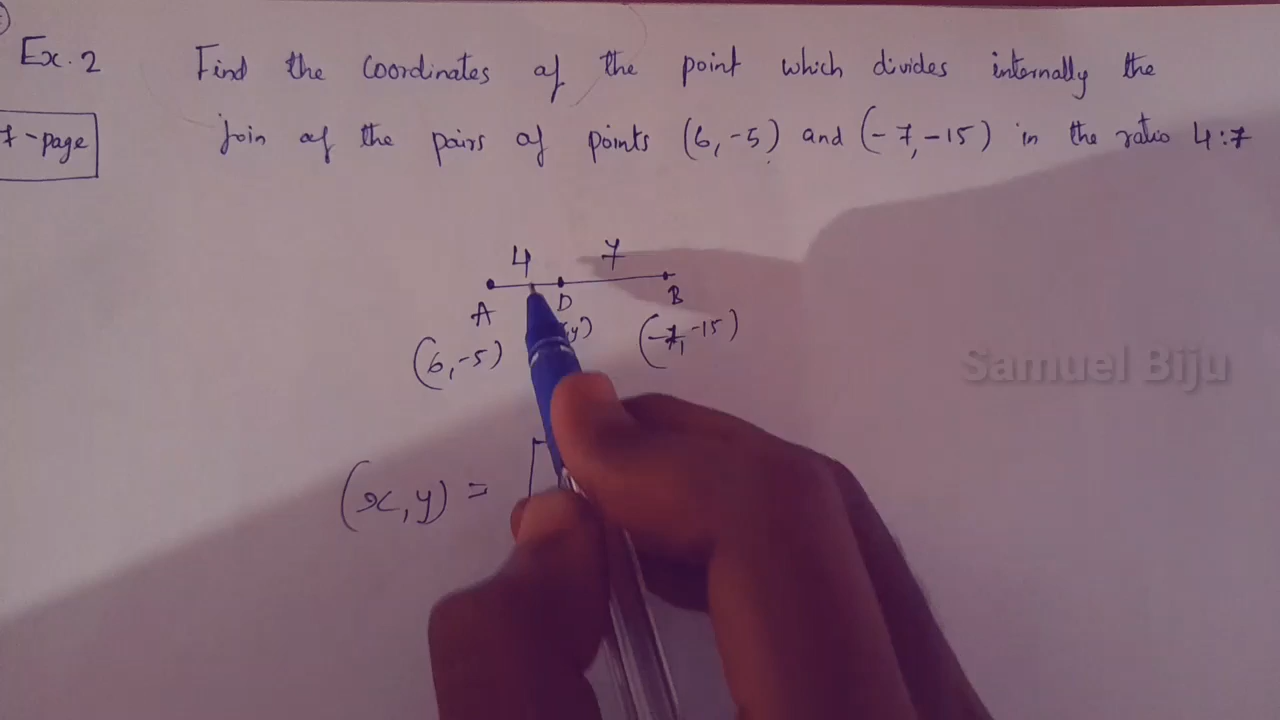 Ex. 2 Find the coordinates of the point which divides internally the
7-page join of the pairs of points (6, -5) and (-7, -15) in the ratio 4:7
4 7
A D B
(6, -5) y) (-7, -15)
Samuel Biju
(x, y) = [